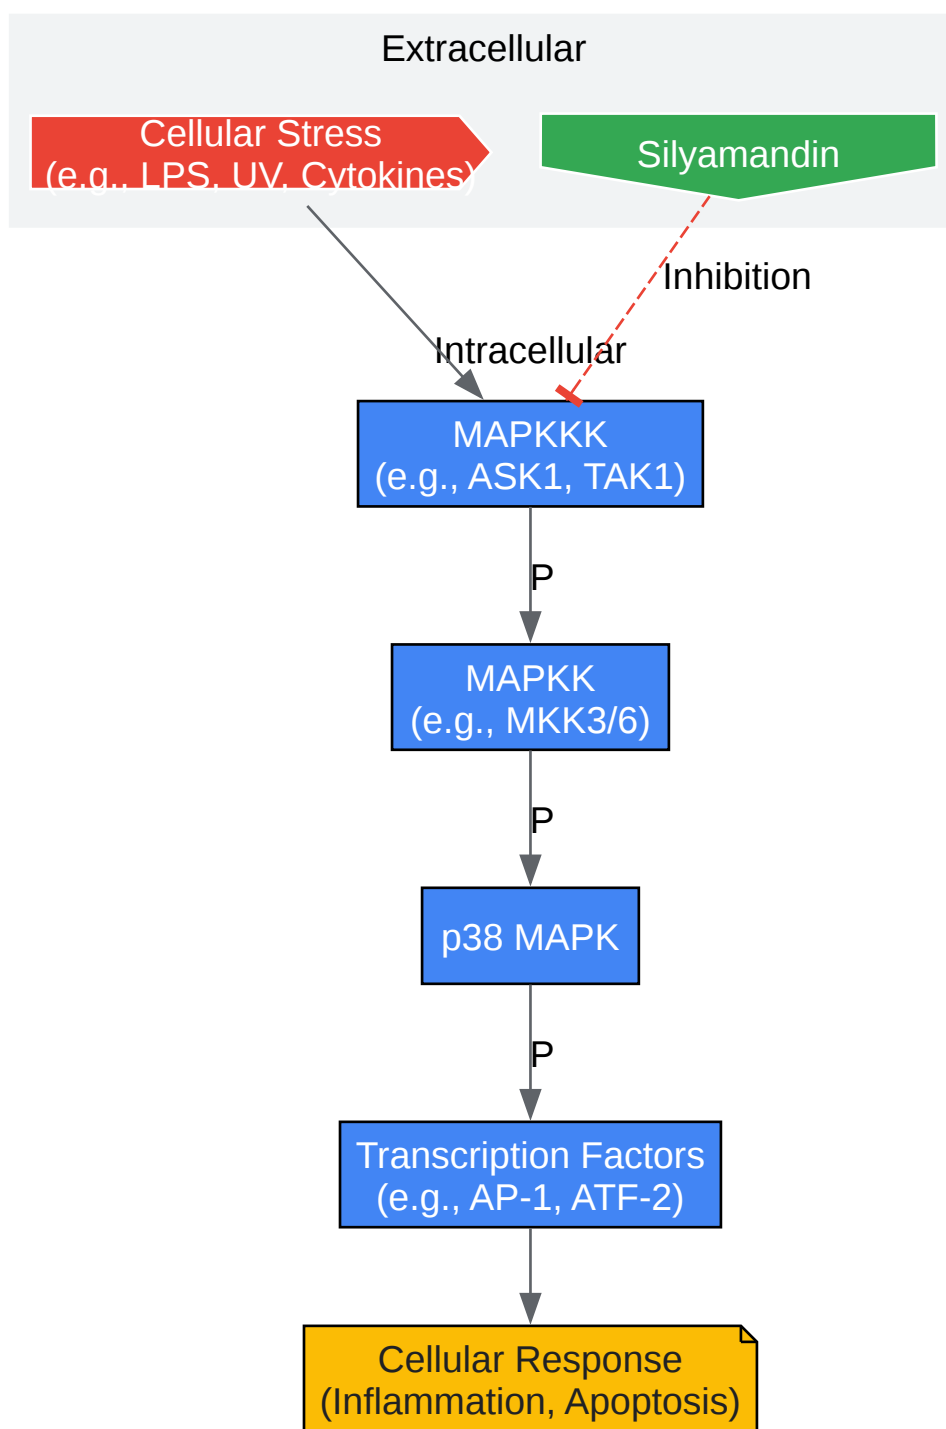 Extracellular
Cellular Stress
(e.g., LPS, UV, Cytokines)
Silyamandin
Inhibition
Intracellular
MAPKKK
(e.g., ASK1, TAK1)
P
MAPKK
(e.g., MKK3/6)
P
p38 MAPK
P
Transcription Factors
(e.g., AP-1, ATF-2)
Cellular Response
(Inflammation, Apoptosis)